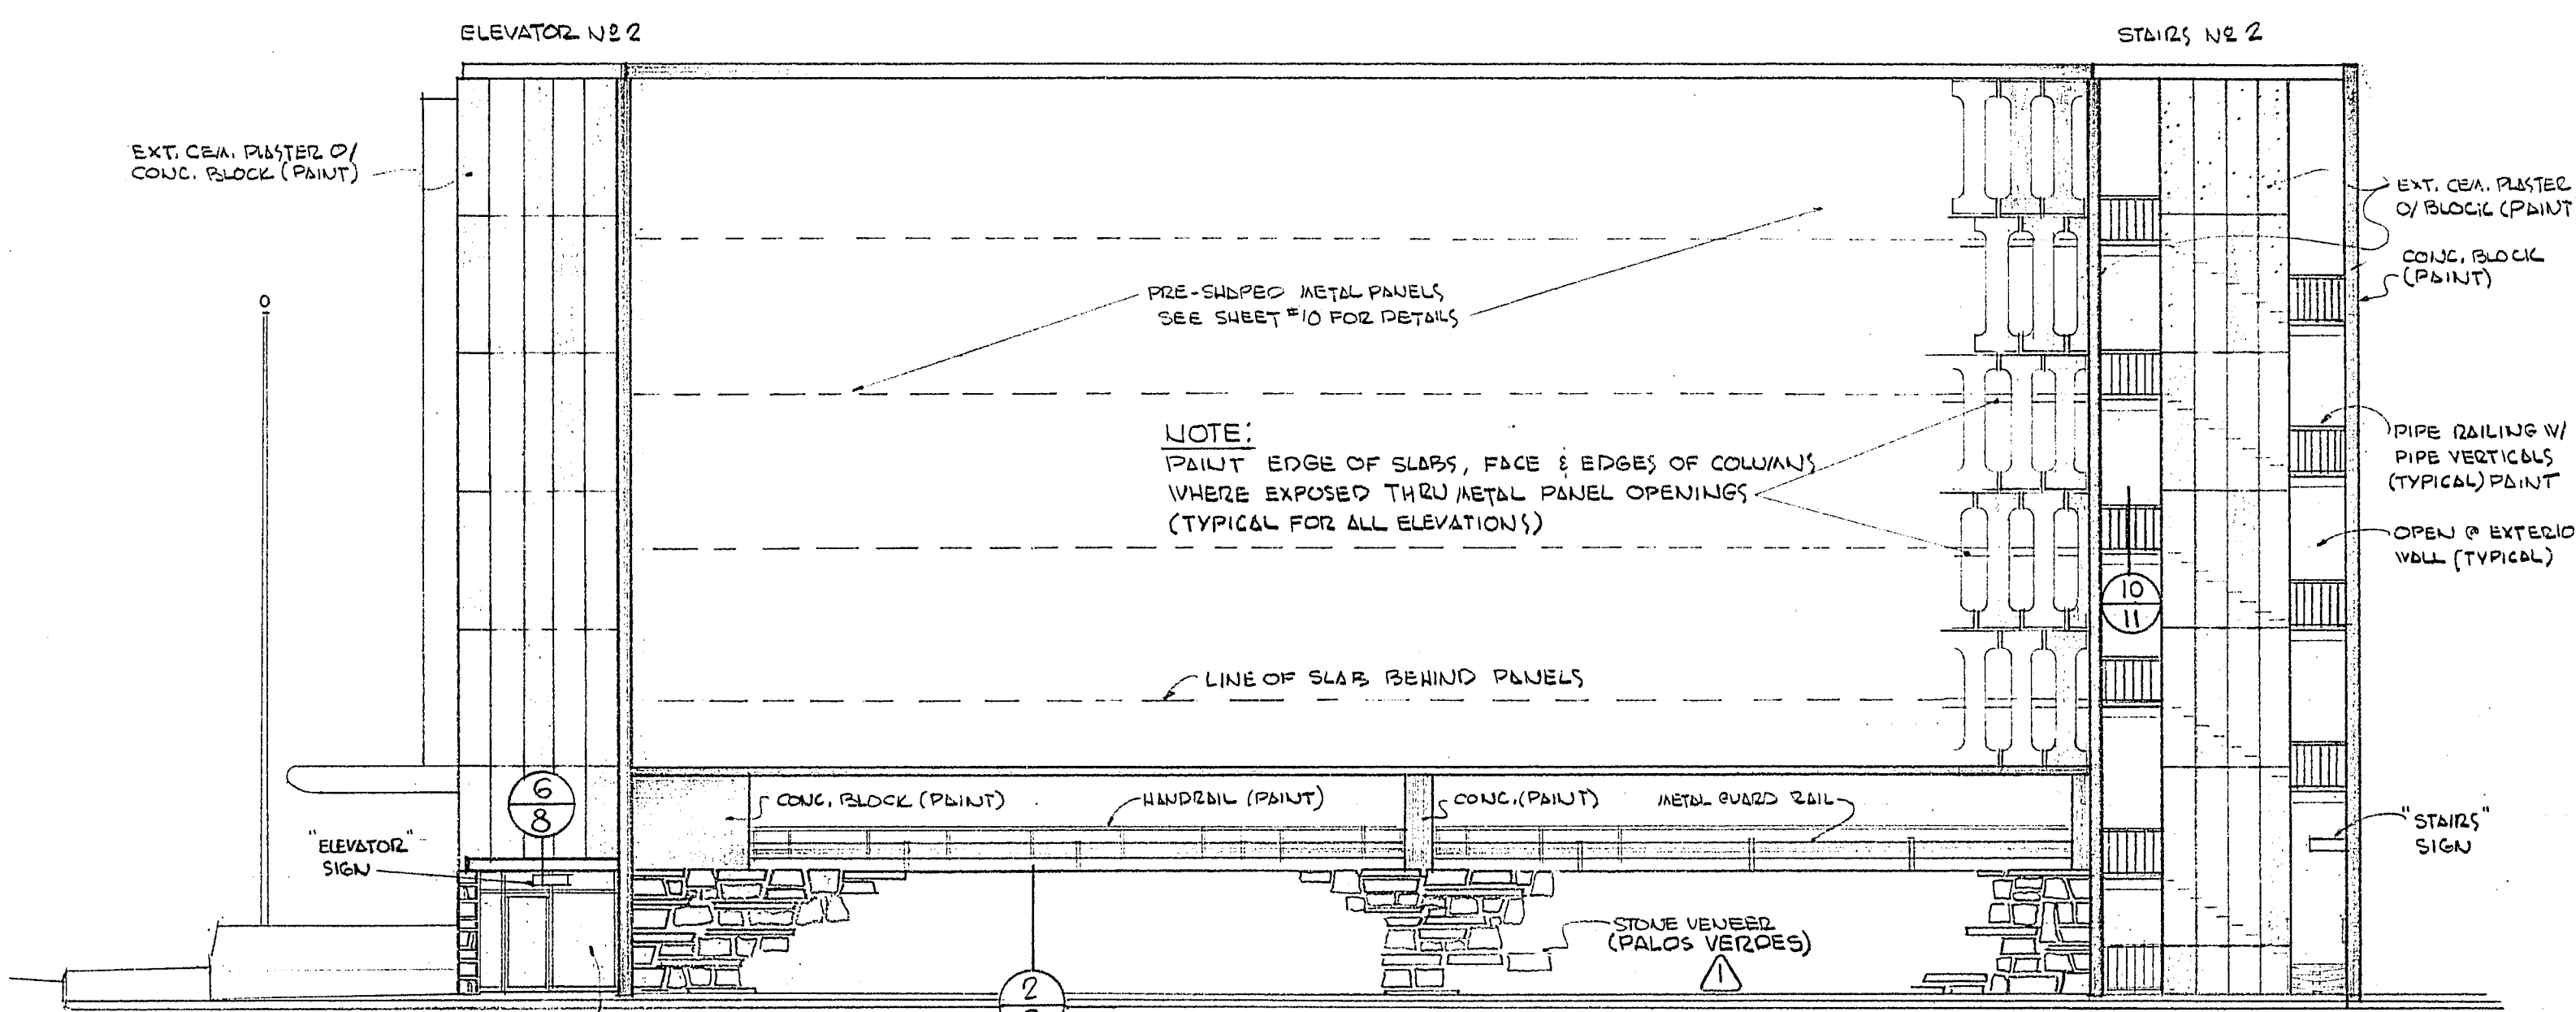 ELEVATOR Nº 2
STAIRS Nº 2
EXT. CEM. PLASTER O/
CONC. BLOCK (PAINT)
EXT. CEM. PLASTER
O/ BLOCK (PAINT
CONC. BLOCK
(PAINT)
PRE-SHAPED METAL PANELS
SEE SHEET #10 FOR DETAILS
NOTE:
PAINT EDGE OF SLABS, FACE & EDGES OF COLUMNS
WHERE EXPOSED THRU METAL PANEL OPENINGS
(TYPICAL FOR ALL ELEVATIONS)
PIPE RAILING W/
PIPE VERTICALS
(TYPICAL) PAINT
OPEN @ EXTERIO
WALL (TYPICAL)
10
11
LINE OF SLAB BEHIND PANELS
6
8
CONC. BLOCK (PAINT)
HANDRAIL (PAINT)
CONC. (PAINT)
METAL GUARD RAIL
"ELEVATOR"
SIGN
"STAIRS"
SIGN
STONE VENEER
(PALOS VERDES)
1
2